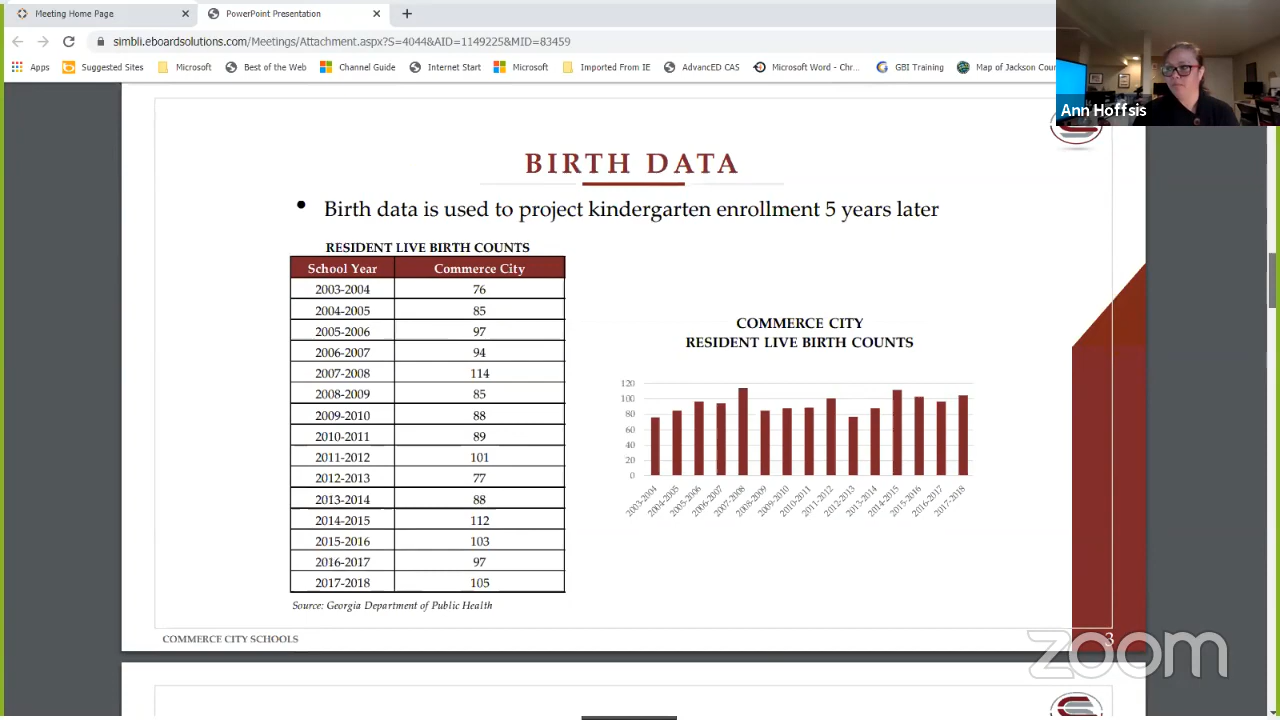 Meeting Home Page
PowerPoint Presentation
simbli.eboardsolutions.com/Meetings/Attachment.aspx?S=4044&AID=1149225&MID=83459
Apps Suggested Sites Microsoft Best of the Web Channel Guide Internet Start Microsoft Imported From IE AdvancED CAS Microsoft Word - Chr... GBI Training Map of Jackson Coun
Ann Hoffsis
BIRTH DATA
• Birth data is used to project kindergarten enrollment 5 years later
RESIDENT LIVE BIRTH COUNTS
School Year Commerce City
2003-2004 76
2004-2005 85
2005-2006 97
2006-2007 94
2007-2008 114
2008-2009 85
2009-2010 88
2010-2011 89
2011-2012 101
2012-2013 77
2013-2014 88
2014-2015 112
2015-2016 103
2016-2017 97
2017-2018 105
Source: Georgia Department of Public Health
COMMERCE CITY
RESIDENT LIVE BIRTH COUNTS
120
100
80
60
40
20
0
2003-2004 2004-2005 2005-2006 2006-2007 2007-2008 2008-2009 2009-2010 2010-2011 2011-2012 2012-2013 2013-2014 2014-2015 2015-2016 2016-2017 2017-2018
COMMERCE CITY SCHOOLS
3
zoom